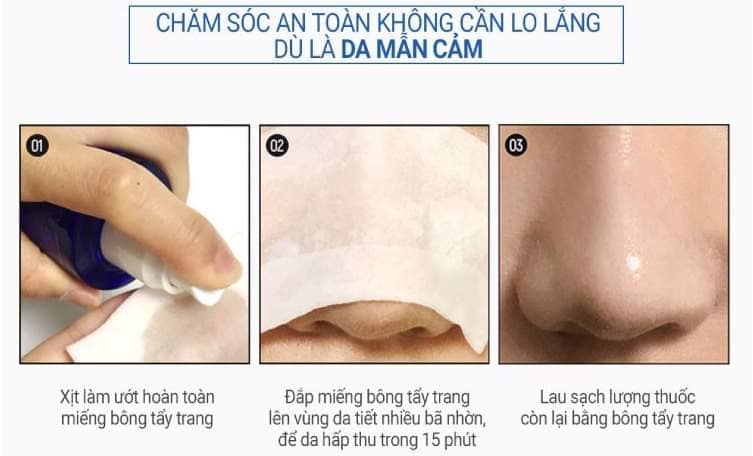 CHĂM SÓC AN TOÀN KHÔNG CẦN LO LẮNG
DÙ LÀ DA MẪN CẢM
01
02
03
Xịt làm ướt hoàn toàn
miếng bông tẩy trang
Đắp miếng bông tẩy trang
lên vùng da tiết nhiều bã nhờn,
để da hấp thu trong 15 phút
Lau sạch lượng thuốc
còn lại bằng bông tẩy trang